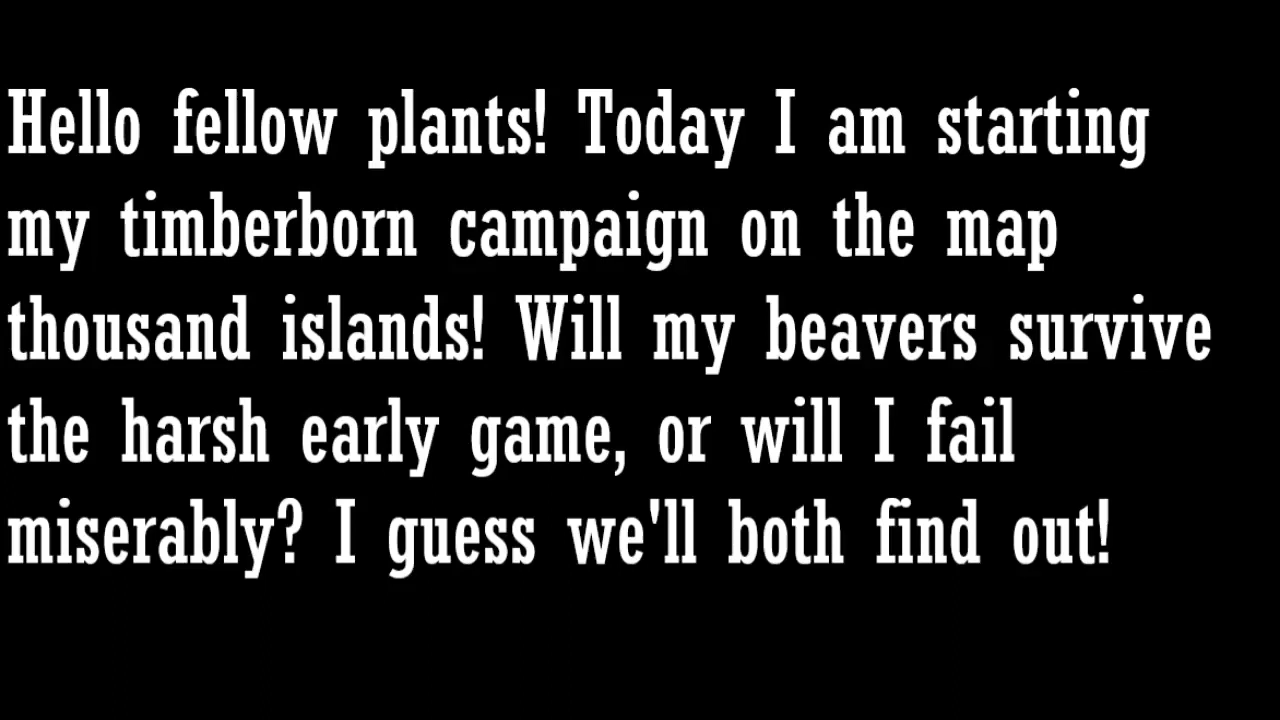 Hello fellow plants! Today I am starting
my timberborn campaign on the map
thousand islands! Will my beavers survive
the harsh early game, or will I fail
miserably? I guess we'll both find out!